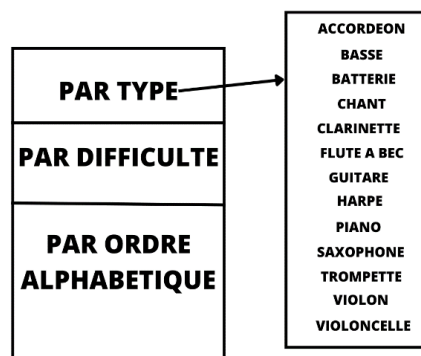 PAR TYPE
PAR DIFFICULTE
PAR ORDRE
ALPHABETIQUE
ACCORDEON
BASSE
BATTERIE
CHANT
CLARINETTE
FLUTE A BEC
GUITARE
HARPE
PIANO
SAXOPHONE
TROMPETTE
VIOLON
VIOLONCELLE